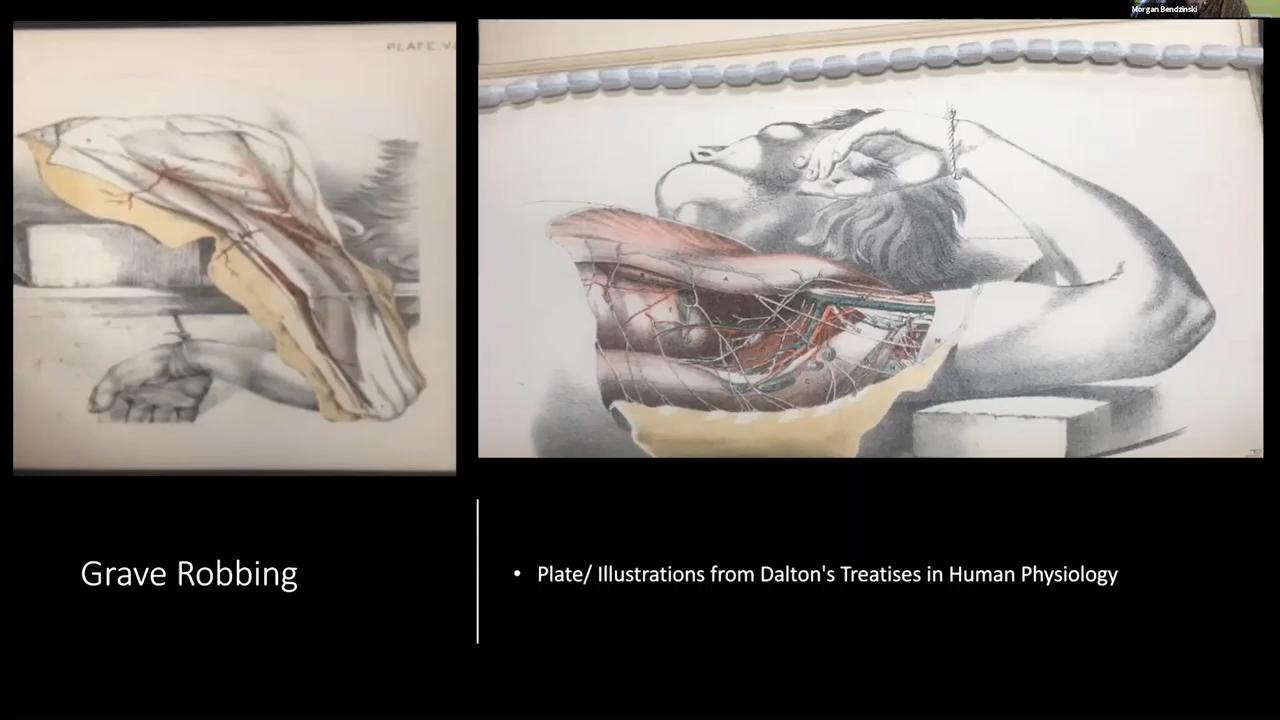 Morgan Bendzinski
PLATE
Grave Robbing
• Plate/ Illustrations from Dalton's Treatises in Human Physiology